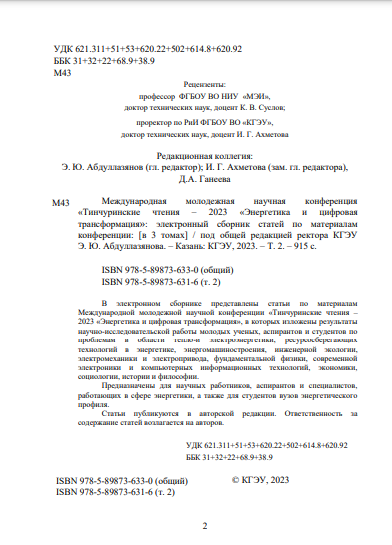 УДК 621.311+51+53+620.22+502+614.8+620.92
ББК 31+32+22+68.9+38.9
М43
Рецензенты:
профессор ФГБОУ ВО НИУ «МЭИ»,
доктор технических наук, доцент К. В. Суслов;
проректор по РиИ ФГБОУ ВО «КГЭУ»,
доктор технических наук, доцент И. Г. Ахметова
Редакционная коллегия:
Э. Ю. Абдуллазянов (гл. редактор); И. Г. Ахметова (зам. гл. редактора),
Д.А. Ганеева
М43 Международная молодежная научная конференция
«Тинчуринские чтения – 2023 «Энергетика и цифровая
трансформация»: электронный сборник статей по материалам
конференции: [в 3 томах] / под общей редакцией ректора КГЭУ
Э. Ю. Абдуллазянова. – Казань: КГЭУ, 2023. – Т. 2. – 915 с.
ISBN 978-5-89873-633-0 (общий)
ISBN 978-5-89873-631-6 (т. 2)
В электронном сборнике представлены статьи по материалам
Международной молодежной научной конференции «Тинчуринские чтения –
2023 «Энергетика и цифровая трансформация», в которых изложены результаты
научно-исследовательской работы молодых ученых, аспирантов и студентов по
проблемам в области тепло-и электроэнергетики, ресурсосберегающих
технологий в энергетике, энергомашиностроения, инженерной экологии,
электромеханики и электропривода, фундаментальной физики, современной
электроники и компьютерных информационных технологий, экономики,
социологии, истории и философии.
Предназначены для научных работников, аспирантов и специалистов,
работающих в сфере энергетики, а также для студентов вузов энергетического
профиля.
Статьи публикуются в авторской редакции. Ответственность за
содержание статей возлагается на авторов.
УДК 621.311+51+53+620.22+502+614.8+620.92
ББК 31+32+22+68.9+38.9
ISBN 978-5-89873-633-0 (общий) © КГЭУ, 2023
ISBN 978-5-89873-631-6 (т. 2)
2